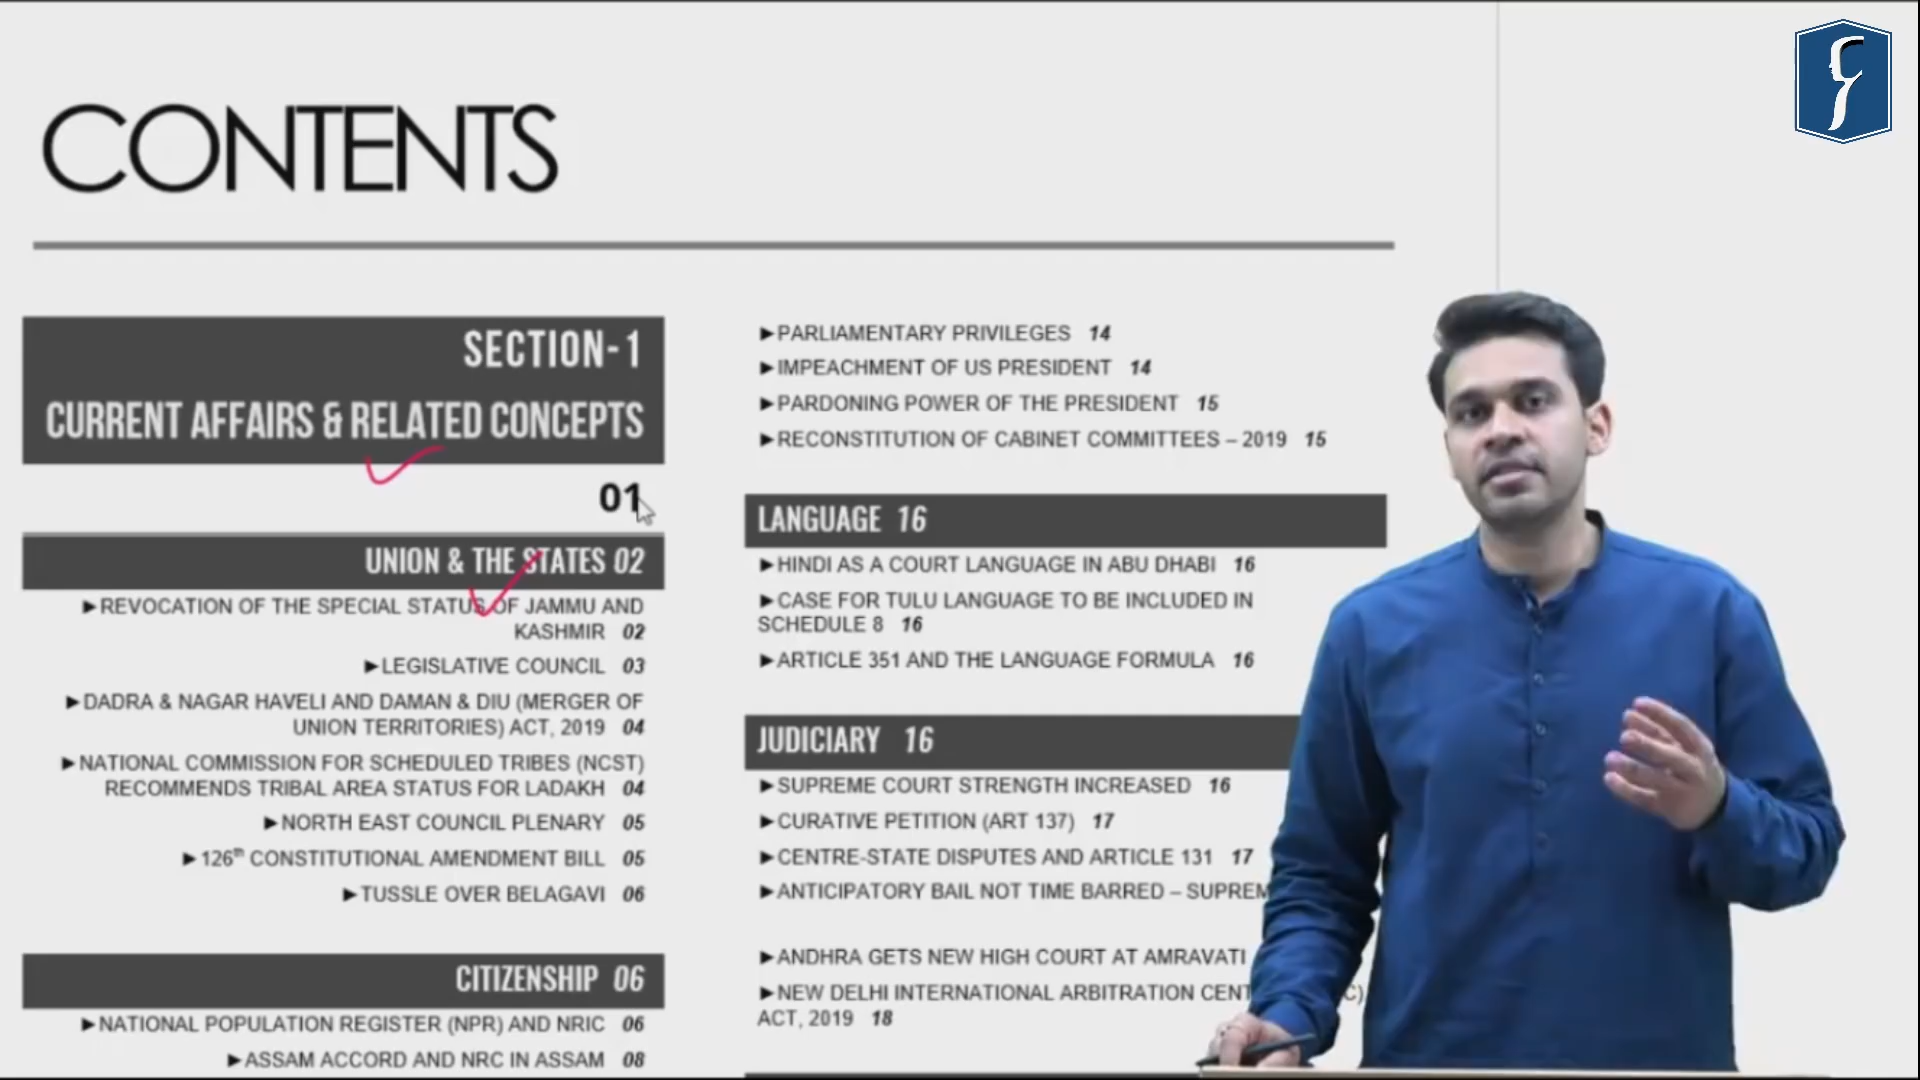 CONTENTS
SECTION-1
CURRENT AFFAIRS & RELATED CONCEPTS
01
UNION & THE STATES 02
►REVOCATION OF THE SPECIAL STATUS OF JAMMU AND
KASHMIR 02
►LEGISLATIVE COUNCIL 03
►DADRA & NAGAR HAVELI AND DAMAN & DIU (MERGER OF
UNION TERRITORIES) ACT, 2019 04
►NATIONAL COMMISSION FOR SCHEDULED TRIBES (NCST)
RECOMMENDS TRIBAL AREA STATUS FOR LADAKH 04
►NORTH EAST COUNCIL PLENARY 05
►126th CONSTITUTIONAL AMENDMENT BILL 05
►TUSSLE OVER BELAGAVI 06
CITIZENSHIP 06
►NATIONAL POPULATION REGISTER (NPR) AND NRIC 06
►ASSAM ACCORD AND NRC IN ASSAM 08
►PARLIAMENTARY PRIVILEGES 14
►IMPEACHMENT OF US PRESIDENT 14
►PARDONING POWER OF THE PRESIDENT 15
►RECONSTITUTION OF CABINET COMMITTEES – 2019 15
LANGUAGE 16
►HINDI AS A COURT LANGUAGE IN ABU DHABI 16
►CASE FOR TULU LANGUAGE TO BE INCLUDED IN
SCHEDULE 8 16
►ARTICLE 351 AND THE LANGUAGE FORMULA 16
JUDICIARY 16
►SUPREME COURT STRENGTH INCREASED 16
►CURATIVE PETITION (ART 137) 17
►CENTRE-STATE DISPUTES AND ARTICLE 131 17
►ANTICIPATORY BAIL NOT TIME BARRED –
►ANDHRA GETS NEW HIGH COURT AT AMRAVATI
►NEW DELHI INTERNATIONAL ARBITRATION
ACT, 2019 18